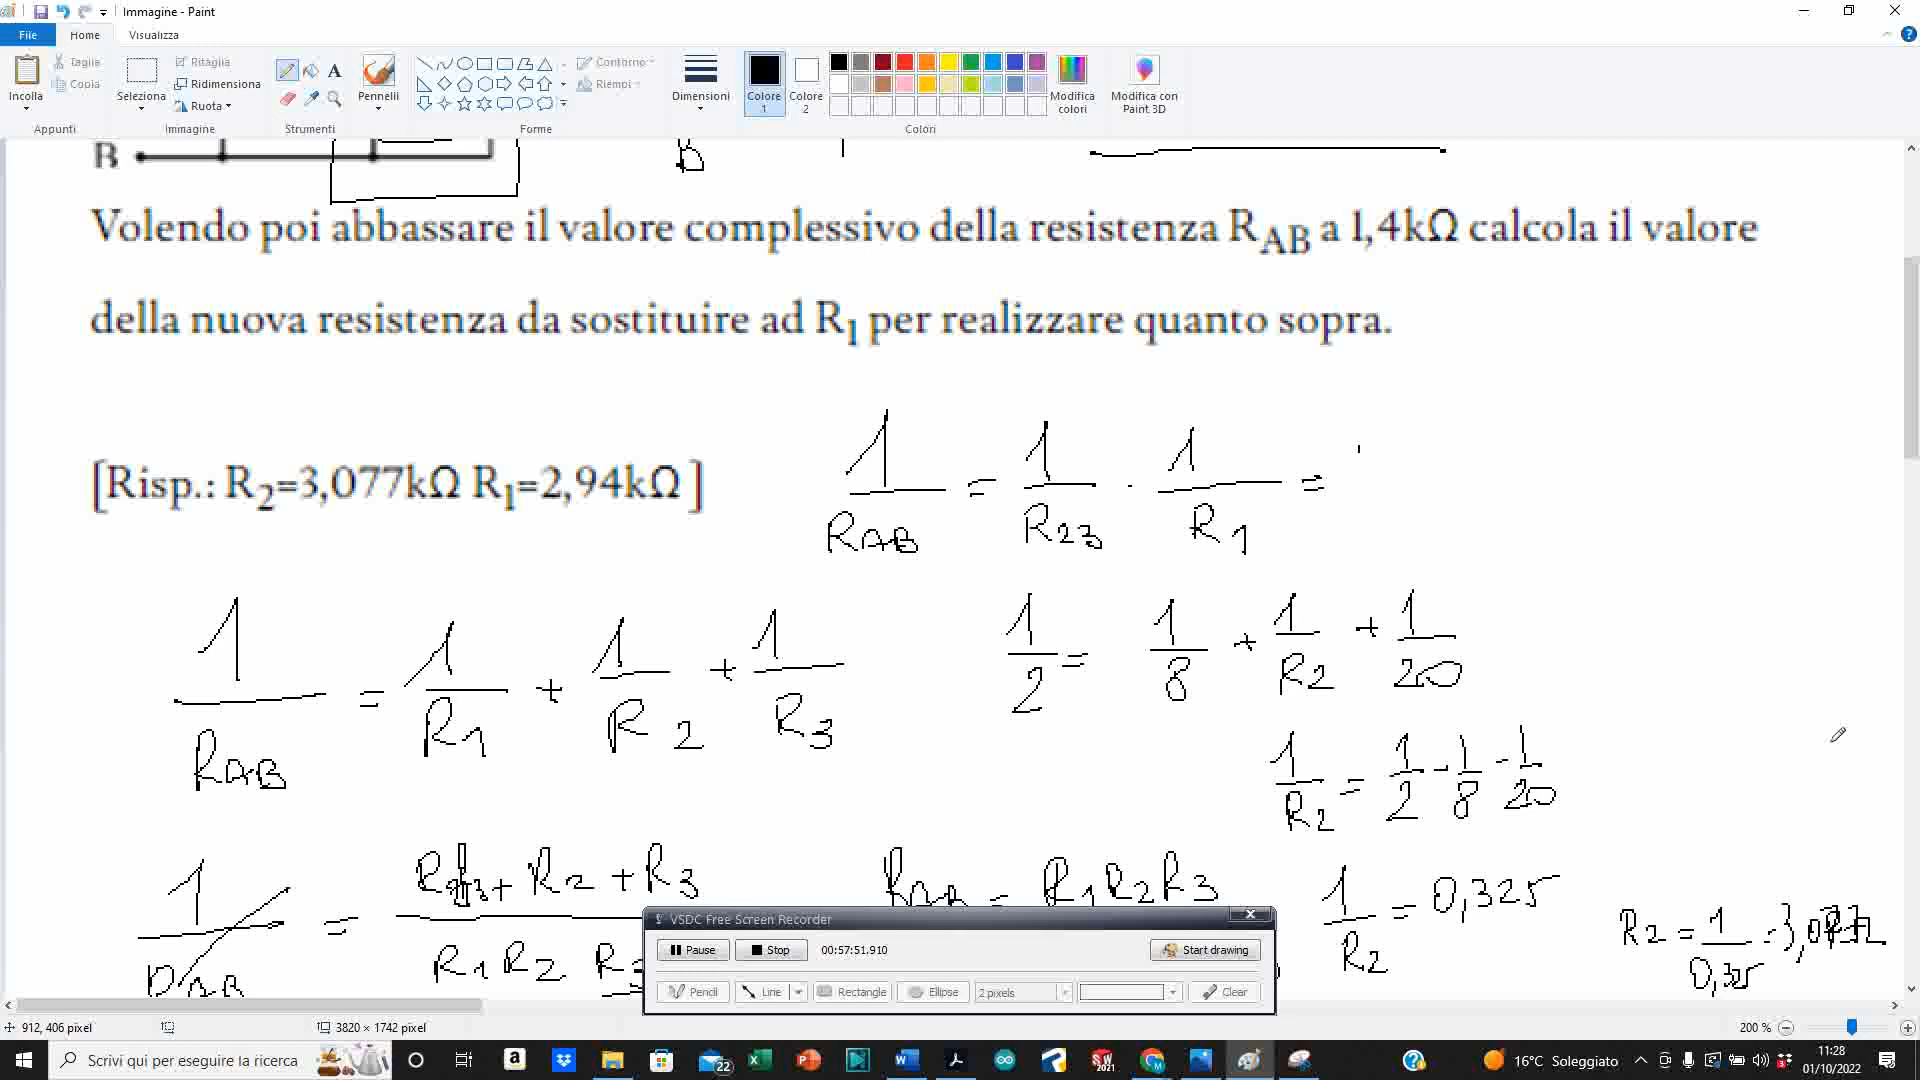 Immagine - Paint
File Home Visualizza
Incolla Taglia Copia Seleziona Ritaglia Ridimensiona Ruota A Pennelli Contorno Riempi Dimensioni Colore 1 Colore 2 Modifica colori Modifica con Paint 3D
Appunti Immagine Strumenti Forme Colori
B B
Volendo poi abbassare il valore complessivo della resistenza RAB a 1,4kΩ calcola il valore
della nuova resistenza da sostituire ad R1 per realizzare quanto sopra.
[Risp.: R2=3,077kΩ R1=2,94kΩ ]
1/RAB = 1/R23 · 1/R1 =
1/RAB = 1/R1 + 1/R2 + 1/R3
1/2 = 1/8 + 1/R2 + 1/20
1/R2 = 1/2 - 1/8 - 1/20
1/R2 = 0,325
VSDC Free Screen Recorder
Pause Stop 00:57:51.910 Start drawing
Pencil Line Rectangle Ellipse 2 pixels Clear
912, 406 pixel 3820 × 1742 pixel 200 %
Scrivi qui per eseguire la ricerca 22 16°C Soleggiato 11:28
01/10/2022